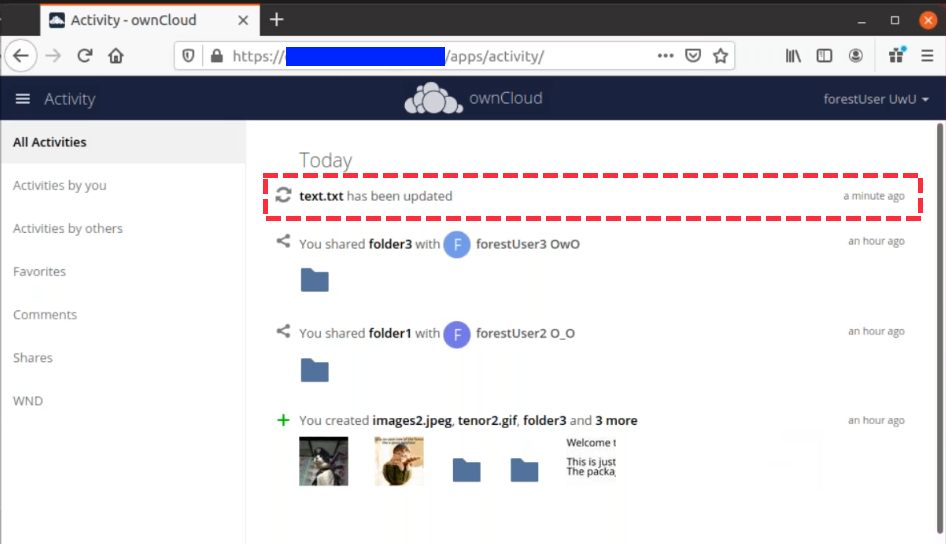 Activity - ownCloud
https://
/apps/activity/
Activity
ownCloud
forestUser UwU
All Activities
Activities by you
Activities by others
Favorites
Comments
Shares
WND
Today
text.txt has been updated
a minute ago
You shared folder3 with F forestUser3 OwO
an hour ago
You shared folder1 with F forestUser2 O_O
an hour ago
You created images2.jpeg, tenor2.gif, folder3 and 3 more
an hour ago
Welcome t
This is just
The packa